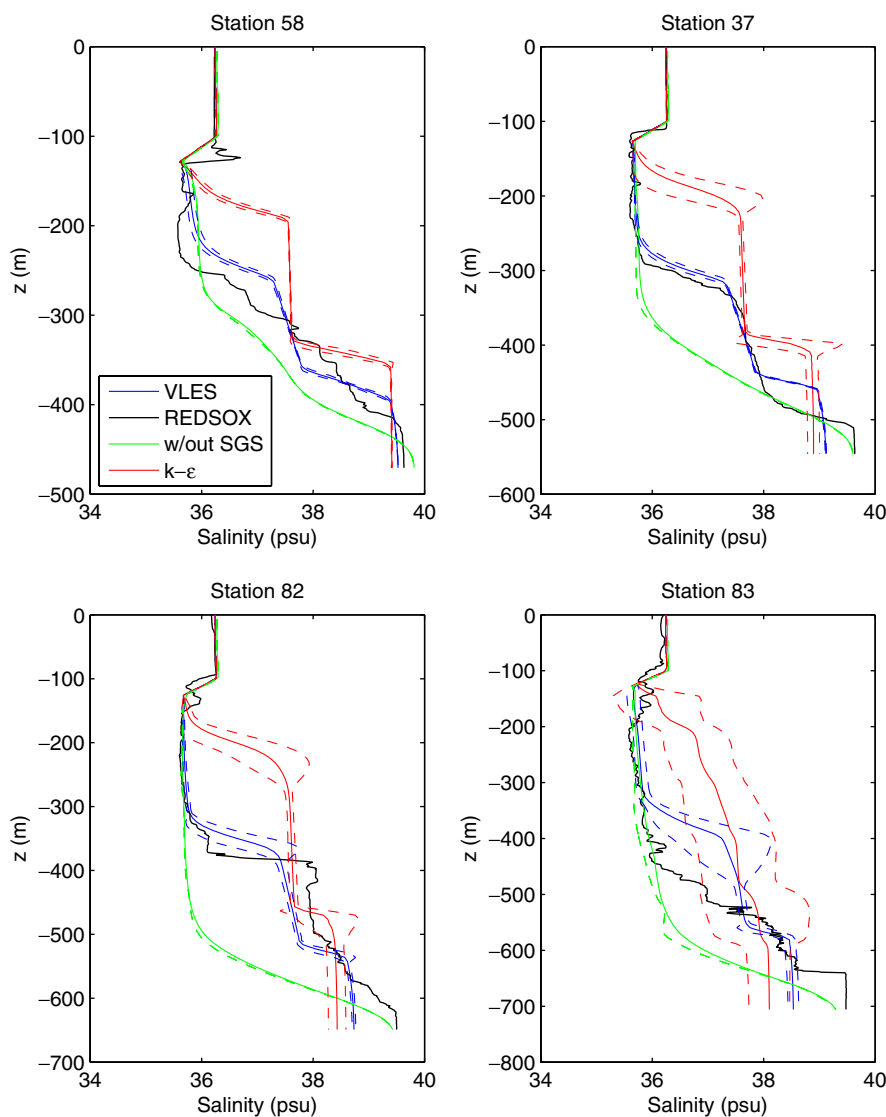 Station 58
0
−100
−200
−300
−400
−500
z (m)
VLES
REDSOX
w/out SGS
k−ε
34
36
38
40
Salinity (psu)
Station 37
0
−100
−200
−300
−400
−500
−600
z (m)
34
36
38
40
Salinity (psu)
Station 82
0
−100
−200
−300
−400
−500
−600
−700
z (m)
34
36
38
40
Salinity (psu)
Station 83
0
−100
−200
−300
−400
−500
−600
−700
−800
z (m)
34
36
38
40
Salinity (psu)